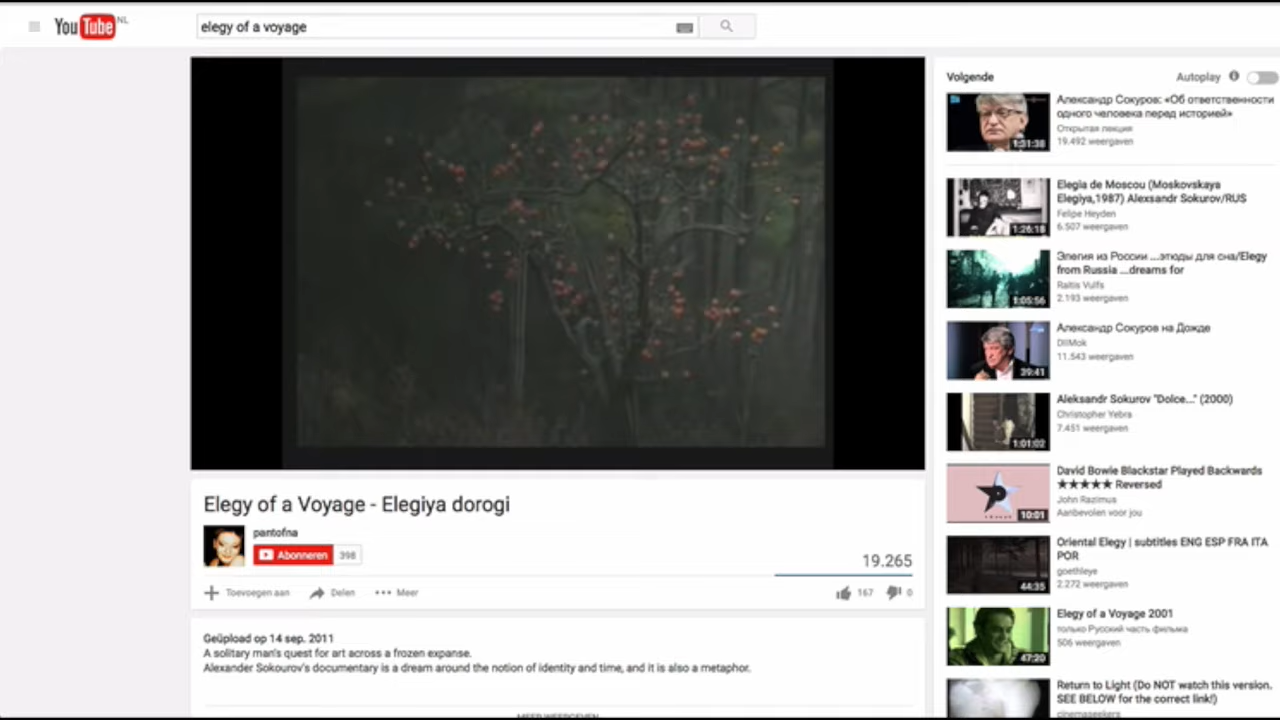 YouTube NL
elegy of a voyage
Volgende
Autoplay
Александр Сокуров: «Об ответственности
одного человека перед историей»
Открытая лекция
19.492 weergaven
1:31:38
Elegia de Moscou (Moskovskaya
Elegiya,1987) Alexsandr Sokurov/RUS
Felipe Heyden
6.507 weergaven
1:26:18
Элегия из России ...этюды для сна/Elegy
from Russia ...dreams for
Raitis Vulfs
2.193 weergaven
1:05:56
Александр Сокуров на Дожде
DIIMok
11.543 weergaven
39:41
Aleksandr Sokurov "Dolce..." (2000)
Christopher Yebra
7.451 weergaven
1:01:02
David Bowie Blackstar Played Backwards
★★★★★ Reversed
John Razimus
Aanbevolen voor jou
10:01
Oriental Elegy | subtitles ENG ESP FRA ITA
POR
goethleye
2.272 weergaven
44:35
Elegy of a Voyage 2001
только Русский часть фильма
506 weergaven
47:20
Return to Light (Do NOT watch this version.
SEE BELOW for the correct link!)
cinemaseekers
Elegy of a Voyage - Elegiya dorogi
pantofna
Abonneren 398
19.265
Toevoegen aan Delen Meer
167 0
Geüpload op 14 sep. 2011
A solitary man's quest for art across a frozen expanse.
Alexander Sokourov's documentary is a dream around the notion of identity and time, and it is also a metaphor.
MEER WEERGEVEN